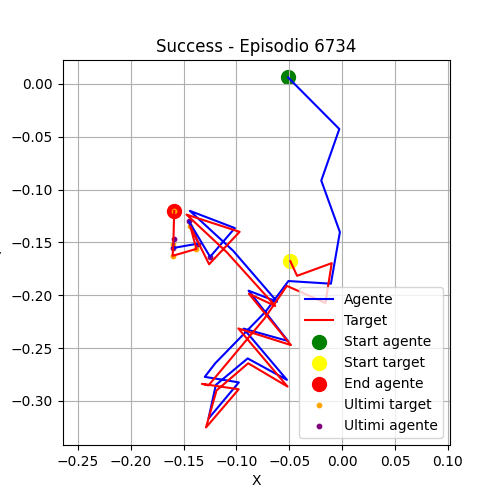 Success - Episodio 6734
0.00
−0.05
−0.10
−0.15
−0.20
−0.25
−0.30
Agente
Target
Start agente
Start target
End agente
Ultimi target
Ultimi agente
−0.25 −0.20 −0.15 −0.10 −0.05 0.00 0.05 0.10
X